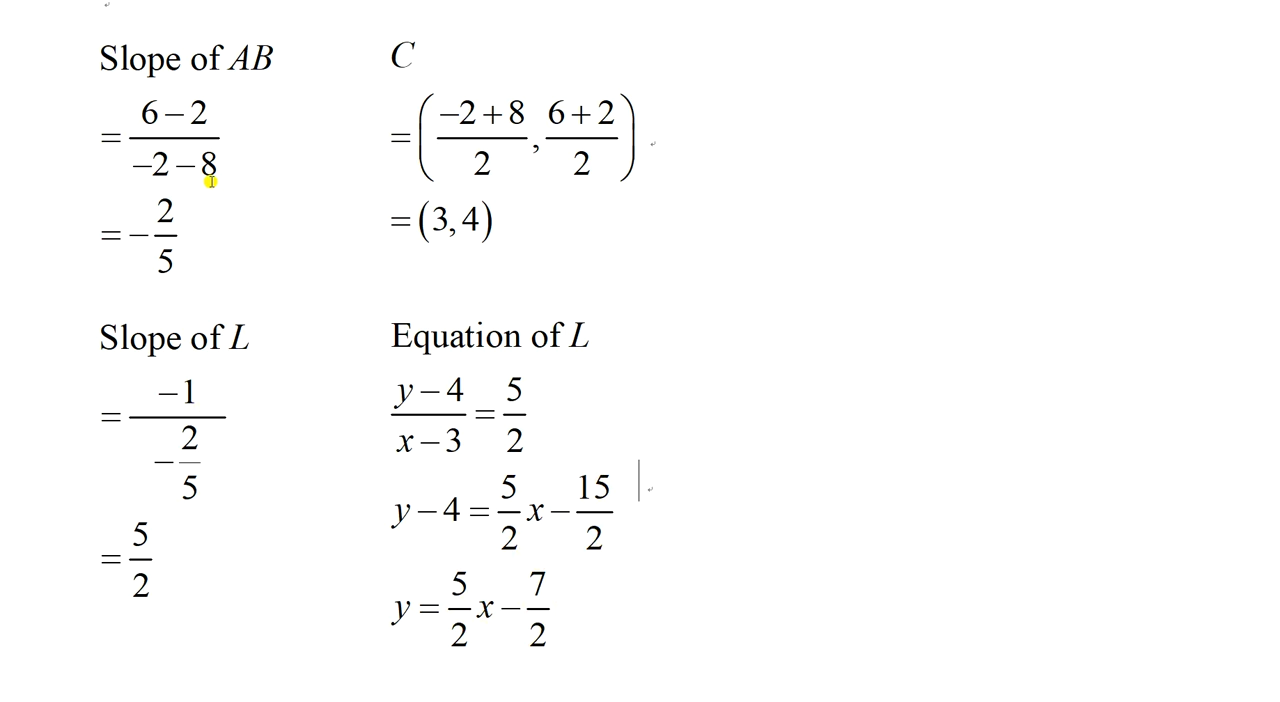 Slope of AB
= (6 − 2)/(−2 − 8)
= −2/5
C
= ((−2 + 8)/2, (6 + 2)/2)
= (3, 4)
Slope of L
= −1/(−2/5)
= 5/2
Equation of L
(y − 4)/(x − 3) = 5/2
y − 4 = 5/2 x − 15/2
y = 5/2 x − 7/2